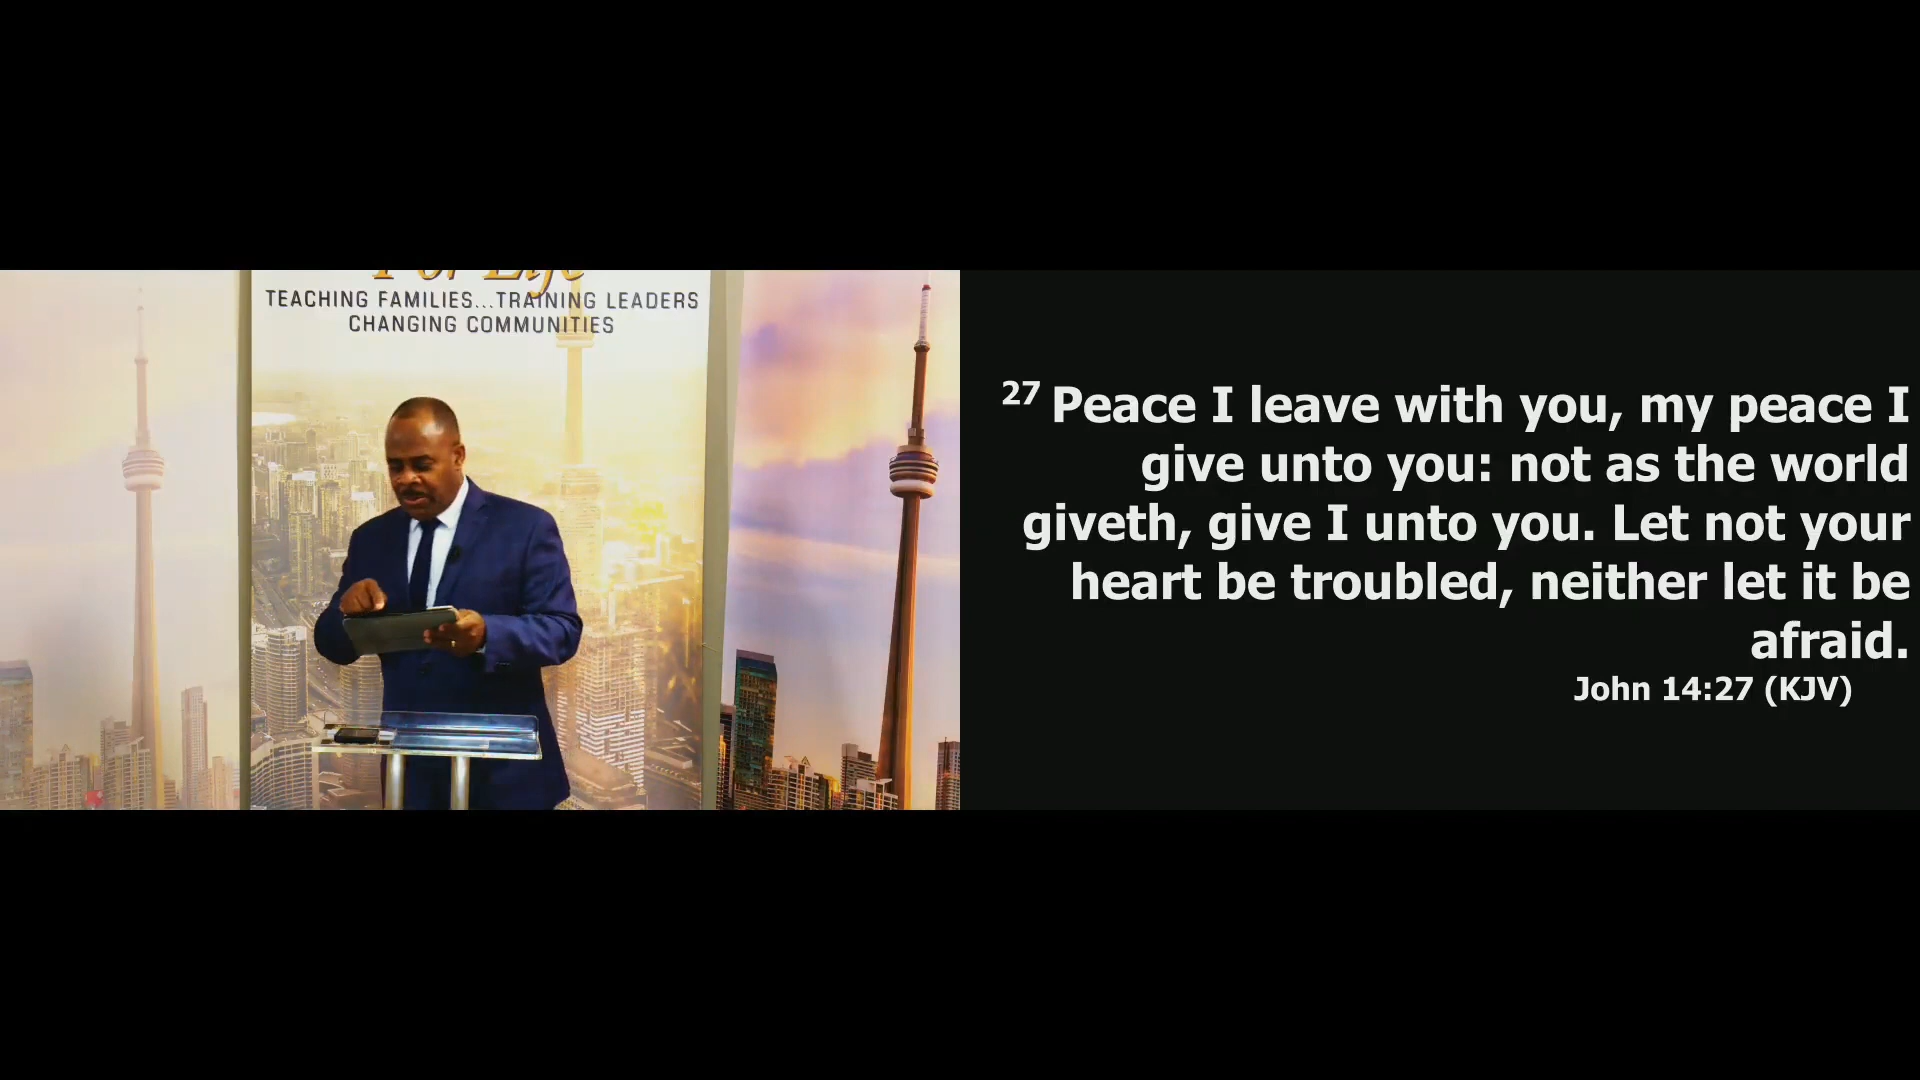 For Life
TEACHING FAMILIES...TRAINING LEADERS
CHANGING COMMUNITIES
27 Peace I leave with you, my peace I
give unto you: not as the world
giveth, give I unto you. Let not your
heart be troubled, neither let it be
afraid.
John 14:27 (KJV)